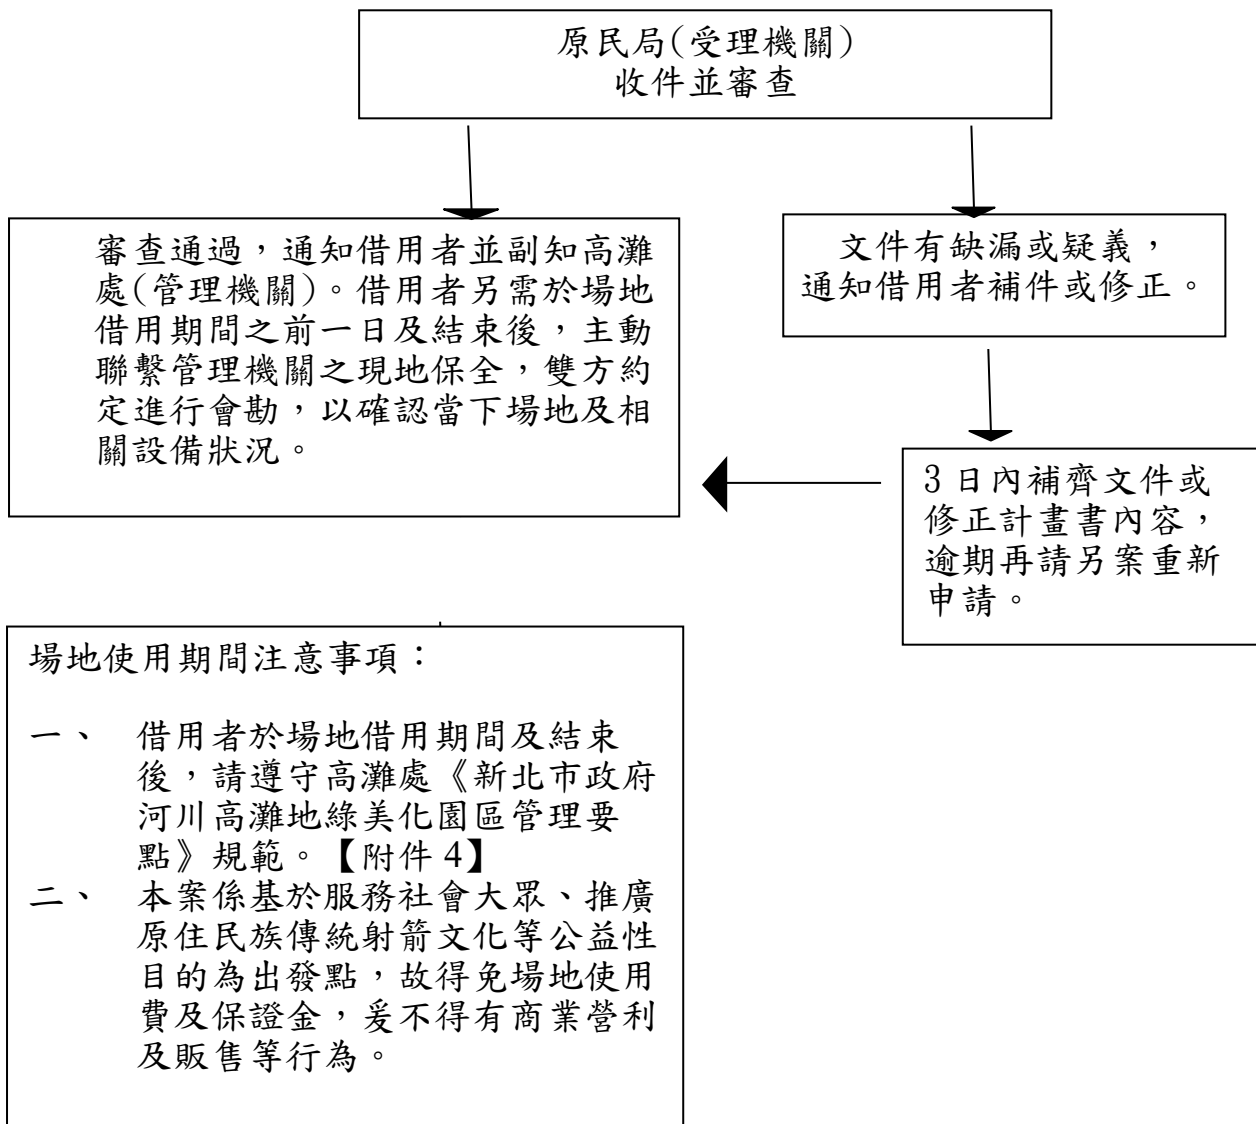 原民局(受理機關)
收件並審查
審查通過，通知借用者並副知高灘
處(管理機關)。借用者另需於場地
借用期間之前一日及結束後，主動
聯繫管理機關之現地保全，雙方約
定進行會勘，以確認當下場地及相
關設備狀況。
文件有缺漏或疑義，
通知借用者補件或修正。
3 日內補齊文件或
修正計畫書內容，
逾期再請另案重新
申請。
場地使用期間注意事項：
一、 借用者於場地借用期間及結束
後，請遵守高灘處《新北市政府
河川高灘地綠美化園區管理要
點》規範。【附件 4】
二、 本案係基於服務社會大眾、推廣
原住民族傳統射箭文化等公益性
目的為出發點，故得免場地使用
費及保證金，爰不得有商業營利
及販售等行為。